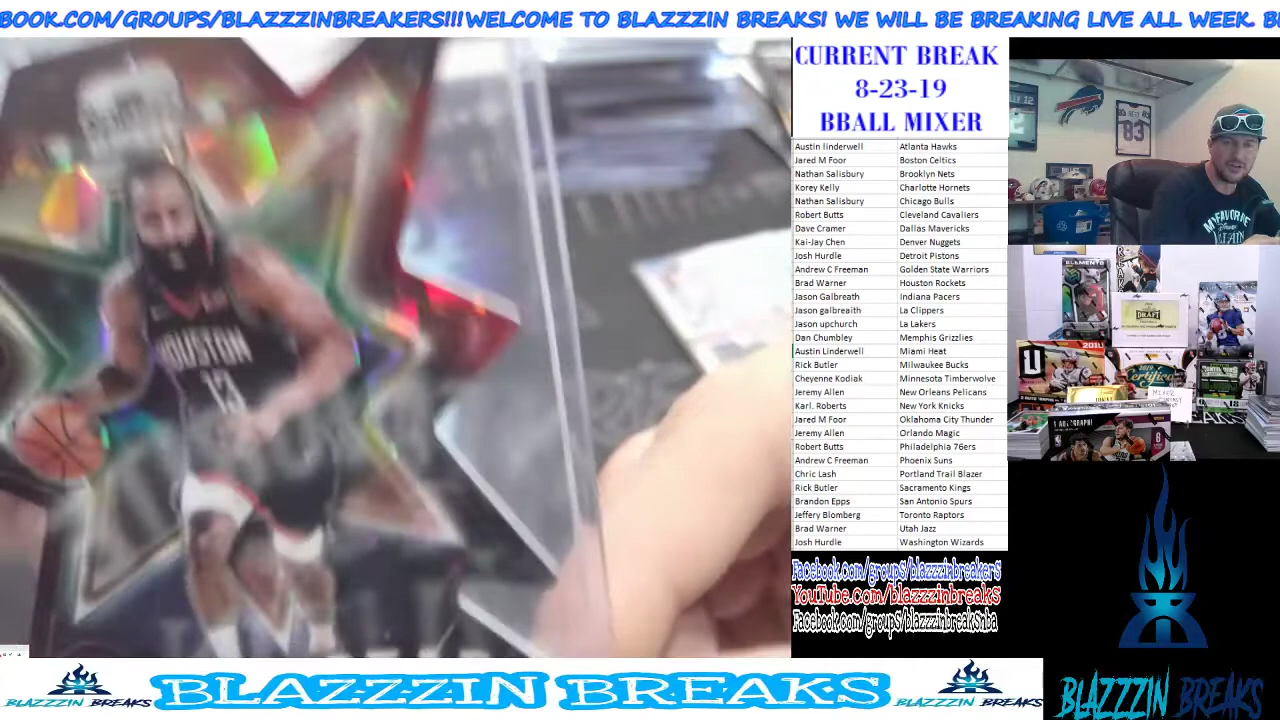 BOOK.COM/GROUPS/BLAZZZINBREAKERS!!! WELCOME TO BLAZZZIN BREAKS! WE WILL BE BREAKING LIVE ALL WEEK.
CURRENT BREAK
8-23-19
BBALL MIXER
Austin linderwell Atlanta Hawks
Jared M Foor Boston Celtics
Nathan Salisbury Brooklyn Nets
Korey Kelly Charlotte Hornets
Nathan Salisbury Chicago Bulls
Robert Butts Cleveland Cavaliers
Dave Cramer Dallas Mavericks
Kai-Jay Chen Denver Nuggets
Josh Hurdle Detroit Pistons
Andrew C Freeman Golden State Warriors
Brad Warner Houston Rockets
Jason Galbreath Indiana Pacers
Jason galbreaith La Clippers
Jason upchurch La Lakers
Dan Chumbley Memphis Grizzlies
Austin Linderwell Miami Heat
Rick Butler Milwaukee Bucks
Cheyenne Kodiak Minnesota Timberwolve
Jeremy Allen New Orleans Pelicans
Karl. Roberts New York Knicks
Jared M Foor Oklahoma City Thunder
Jeremy Allen Orlando Magic
Robert Butts Philadelphia 76ers
Andrew C Freeman Phoenix Suns
Chric Lash Portland Trail Blazer
Rick Butler Sacramento Kings
Brandon Epps San Antonio Spurs
Jeffery Blomberg Toronto Raptors
Brad Warner Utah Jazz
Josh Hurdle Washington Wizards
Facebook.com/groups/blazzzinbreakers
YouTube.com/blazzzinbreaks
Facebook.com/groups/blazzzinbreaksnba
HOUSTON
13
83
MY FAVORITE
ELEMENTS
DRAFT
Certified
BLAZZZIN BREAKS
BLAZZZIN BREAKS
BLAZZZIN BREAKS
BLAZZZIN BREAKS